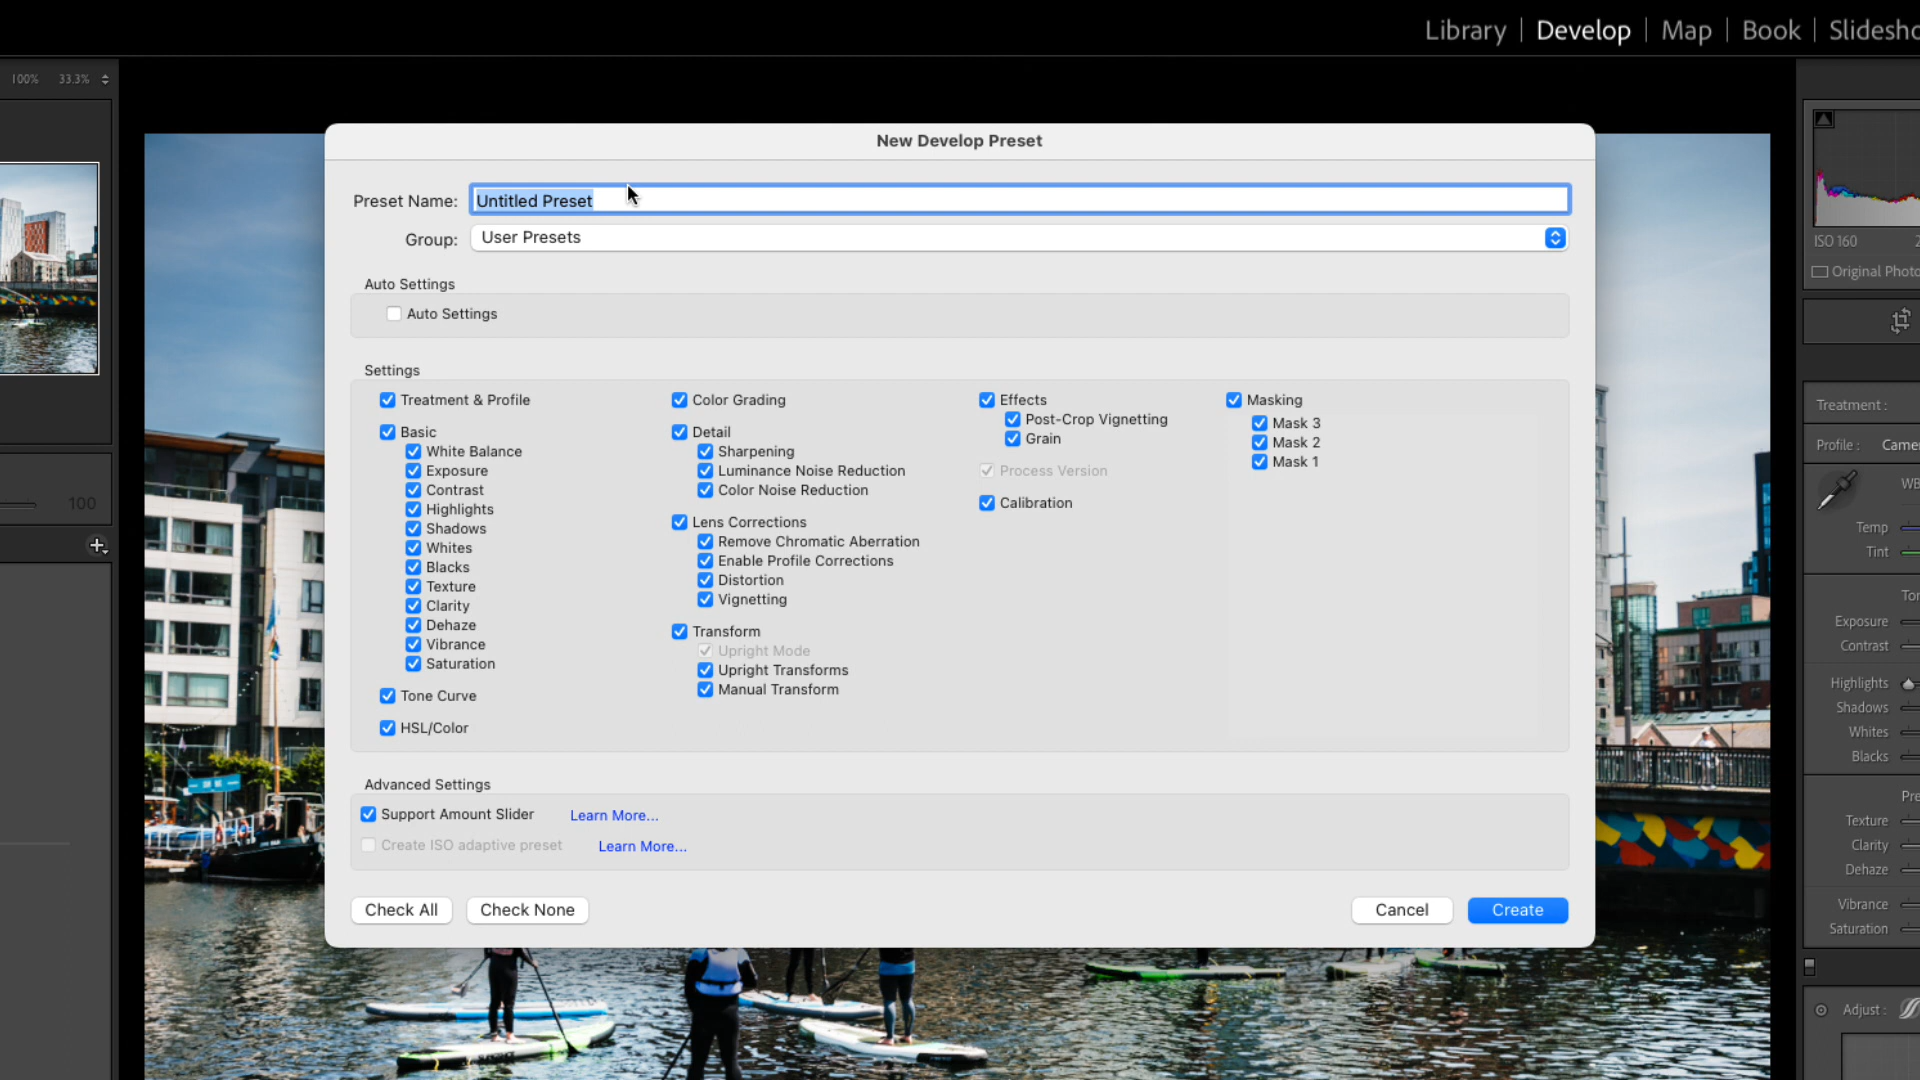 Library | Develop | Map | Book |
100% 33.3%
New Develop Preset
Preset Name: Untitled Preset
Group: User Presets
ISO 160
Original Photo
Auto Settings
Auto Settings
Settings
Treatment & Profile
Basic
White Balance
Exposure
Contrast
Highlights
Shadows
Whites
Blacks
Texture
Clarity
Dehaze
Vibrance
Saturation
Tone Curve
HSL/Color
Color Grading
Detail
Sharpening
Luminance Noise Reduction
Color Noise Reduction
Lens Corrections
Remove Chromatic Aberration
Enable Profile Corrections
Distortion
Vignetting
Transform
Upright Mode
Upright Transforms
Manual Transform
Effects
Post-Crop Vignetting
Grain
Process Version
Calibration
Masking
Mask 3
Mask 2
Mask 1
Advanced Settings
Support Amount Slider Learn More...
Create ISO adaptive preset Learn More...
Check All Check None Cancel Create
100
Treatment :
Profile :
Temp
Tint
Exposure
Contrast
Highlights
Shadows
Whites
Blacks
Texture
Clarity
Dehaze
Vibrance
Saturation
Adjust :